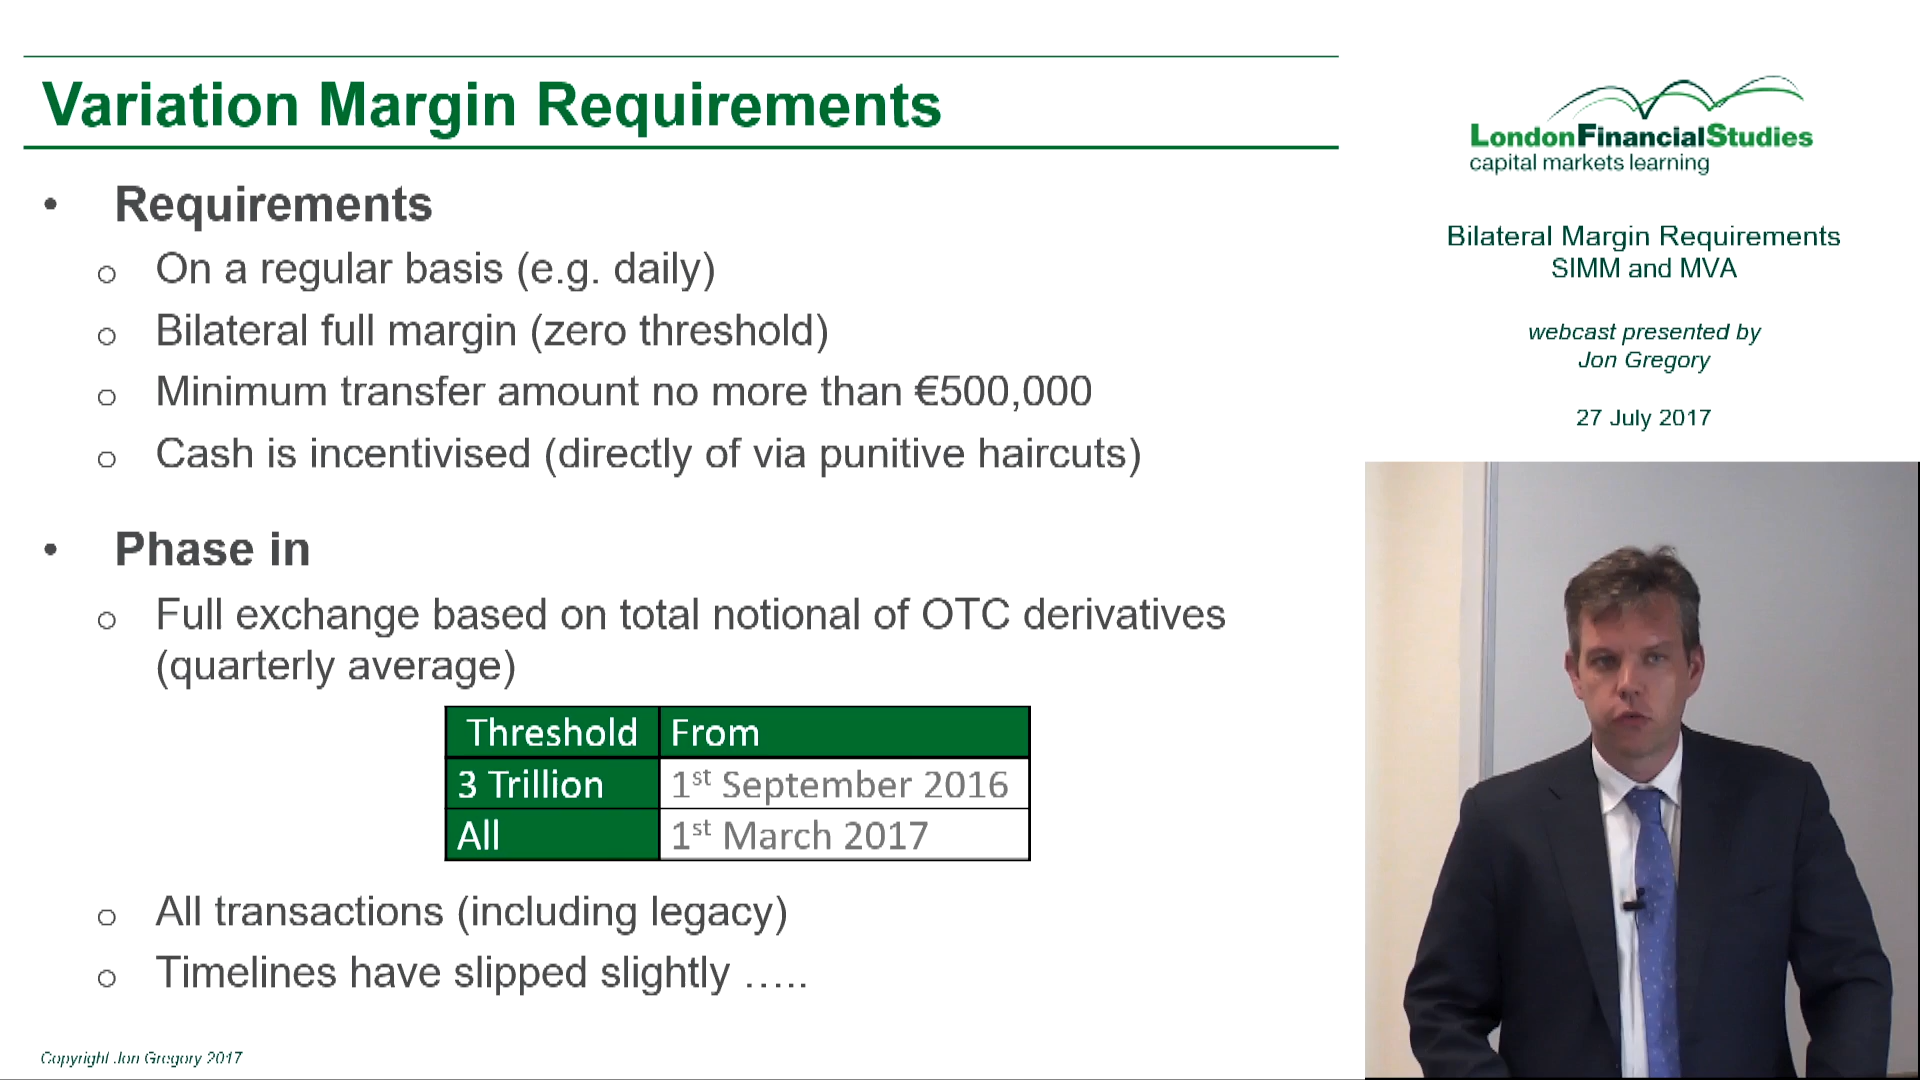 Variation Margin Requirements
• Requirements
o On a regular basis (e.g. daily)
o Bilateral full margin (zero threshold)
o Minimum transfer amount no more than €500,000
o Cash is incentivised (directly of via punitive haircuts)
• Phase in
o Full exchange based on total notional of OTC derivatives
(quarterly average)
Threshold From
3 Trillion 1st September 2016
All 1st March 2017
o All transactions (including legacy)
o Timelines have slipped slightly …..
Copyright Jon Gregory 2017
LondonFinancialStudies
capital markets learning
Bilateral Margin Requirements
SIMM and MVA
webcast presented by
Jon Gregory
27 July 2017